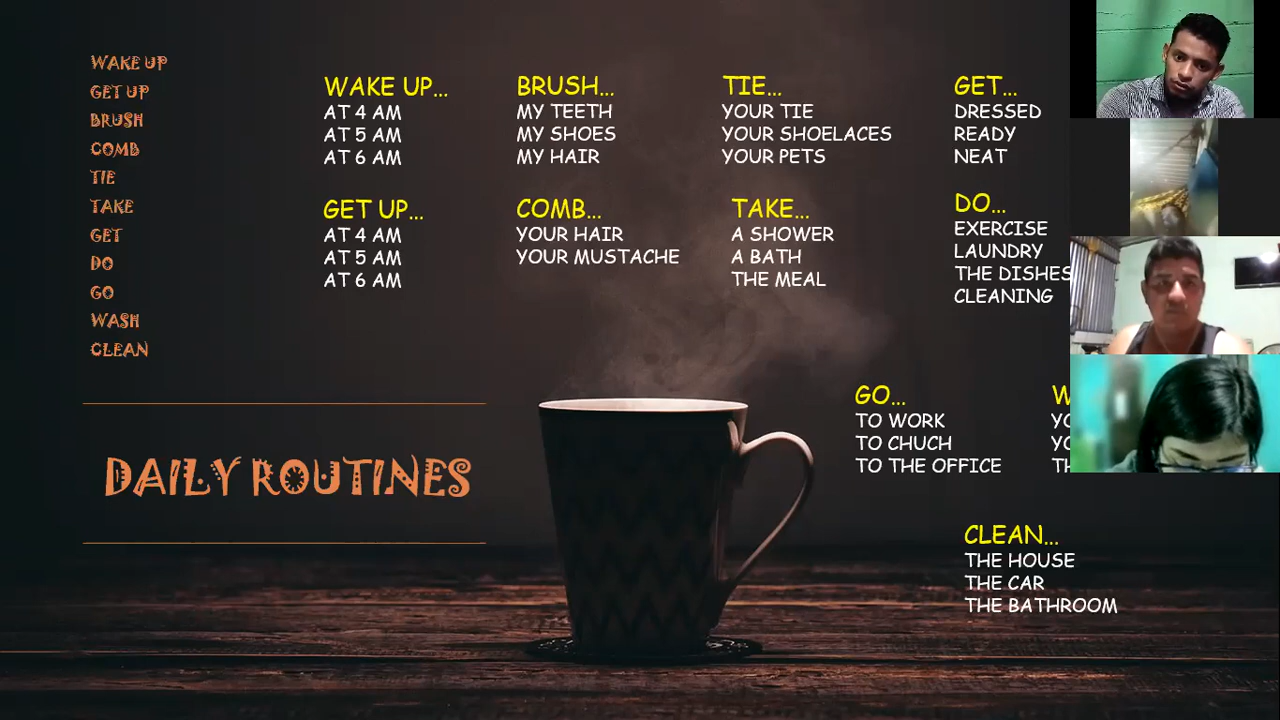 WAKE UP
GET UP
BRUSH
COMB
TIE
TAKE
GET
DO
GO
WASH
CLEAN
DAILY ROUTINES
WAKE UP...
AT 4 AM
AT 5 AM
AT 6 AM
BRUSH...
MY TEETH
MY SHOES
MY HAIR
TIE...
YOUR TIE
YOUR SHOELACES
YOUR PETS
GET...
DRESSED
READY
NEAT
GET UP...
AT 4 AM
AT 5 AM
AT 6 AM
COMB...
YOUR HAIR
YOUR MUSTACHE
TAKE...
A SHOWER
A BATH
THE MEAL
DO...
EXERCISE
LAUNDRY
THE DISHES
CLEANING
GO...
TO WORK
TO CHUCH
TO THE OFFICE
CLEAN...
THE HOUSE
THE CAR
THE BATHROOM